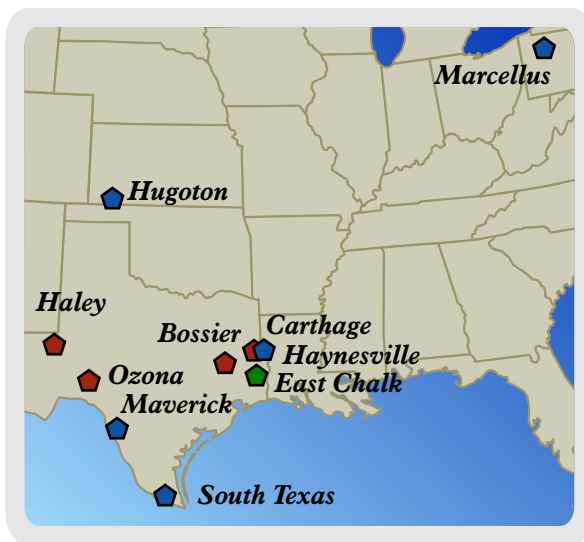 Marcellus
Hugoton
Haley
Carthage
Bossier
Haynesville
Ozona
East Chalk
Maverick
South Texas